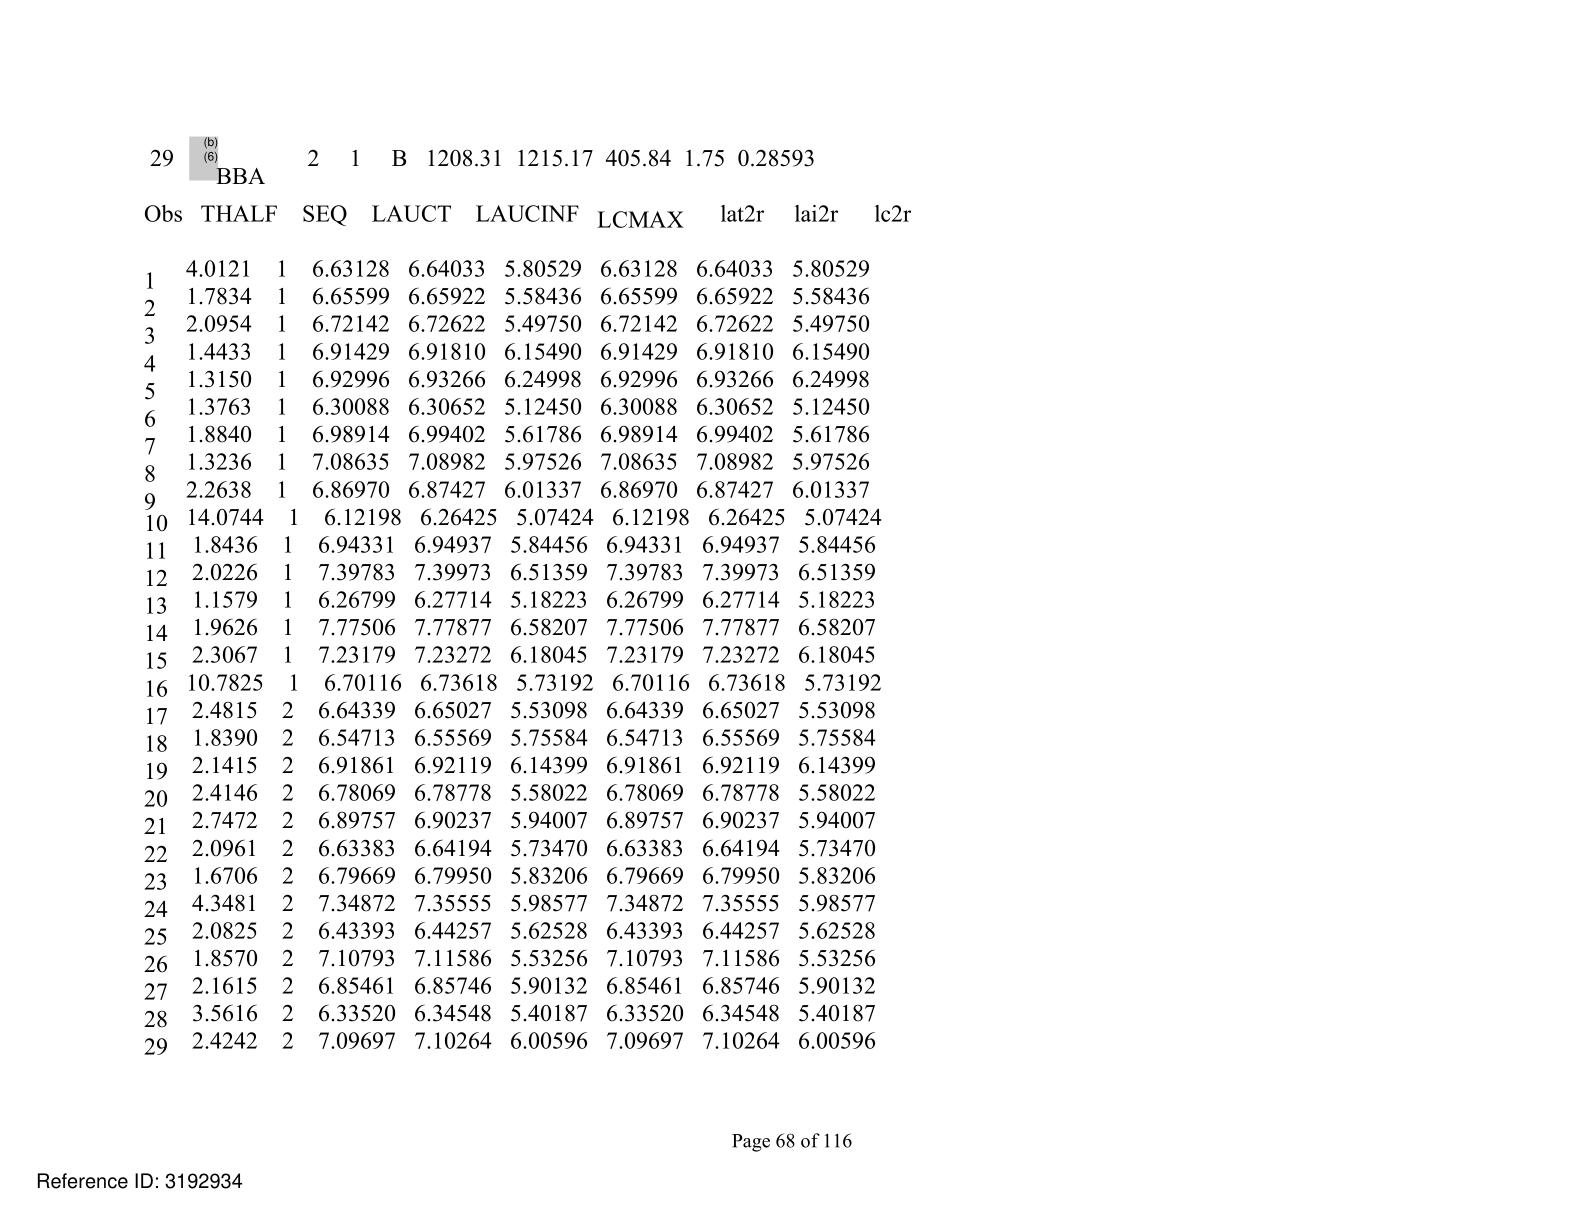 29 (b) (6) BBA 2 1 B 1208.31 1215.17 405.84 1.75 0.28593
Obs THALF SEQ LAUCT LAUCINF LCMAX lat2r lai2r lc2r
1 4.0121 1 6.63128 6.64033 5.80529 6.63128 6.64033 5.80529
2 1.7834 1 6.65599 6.65922 5.58436 6.65599 6.65922 5.58436
3 2.0954 1 6.72142 6.72622 5.49750 6.72142 6.72622 5.49750
4 1.4433 1 6.91429 6.91810 6.15490 6.91429 6.91810 6.15490
5 1.3150 1 6.92996 6.93266 6.24998 6.92996 6.93266 6.24998
6 1.3763 1 6.30088 6.30652 5.12450 6.30088 6.30652 5.12450
7 1.8840 1 6.98914 6.99402 5.61786 6.98914 6.99402 5.61786
8 1.3236 1 7.08635 7.08982 5.97526 7.08635 7.08982 5.97526
9 2.2638 1 6.86970 6.87427 6.01337 6.86970 6.87427 6.01337
10 14.0744 1 6.12198 6.26425 5.07424 6.12198 6.26425 5.07424
11 1.8436 1 6.94331 6.94937 5.84456 6.94331 6.94937 5.84456
12 2.0226 1 7.39783 7.39973 6.51359 7.39783 7.39973 6.51359
13 1.1579 1 6.26799 6.27714 5.18223 6.26799 6.27714 5.18223
14 1.9626 1 7.77506 7.77877 6.58207 7.77506 7.77877 6.58207
15 2.3067 1 7.23179 7.23272 6.18045 7.23179 7.23272 6.18045
16 10.7825 1 6.70116 6.73618 5.73192 6.70116 6.73618 5.73192
17 2.4815 2 6.64339 6.65027 5.53098 6.64339 6.65027 5.53098
18 1.8390 2 6.54713 6.55569 5.75584 6.54713 6.55569 5.75584
19 2.1415 2 6.91861 6.92119 6.14399 6.91861 6.92119 6.14399
20 2.4146 2 6.78069 6.78778 5.58022 6.78069 6.78778 5.58022
21 2.7472 2 6.89757 6.90237 5.94007 6.89757 6.90237 5.94007
22 2.0961 2 6.63383 6.64194 5.73470 6.63383 6.64194 5.73470
23 1.6706 2 6.79669 6.79950 5.83206 6.79669 6.79950 5.83206
24 4.3481 2 7.34872 7.35555 5.98577 7.34872 7.35555 5.98577
25 2.0825 2 6.43393 6.44257 5.62528 6.43393 6.44257 5.62528
26 1.8570 2 7.10793 7.11586 5.53256 7.10793 7.11586 5.53256
27 2.1615 2 6.85461 6.85746 5.90132 6.85461 6.85746 5.90132
28 3.5616 2 6.33520 6.34548 5.40187 6.33520 6.34548 5.40187
29 2.4242 2 7.09697 7.10264 6.00596 7.09697 7.10264 6.00596
Page 68 of 116
Reference ID: 3192934